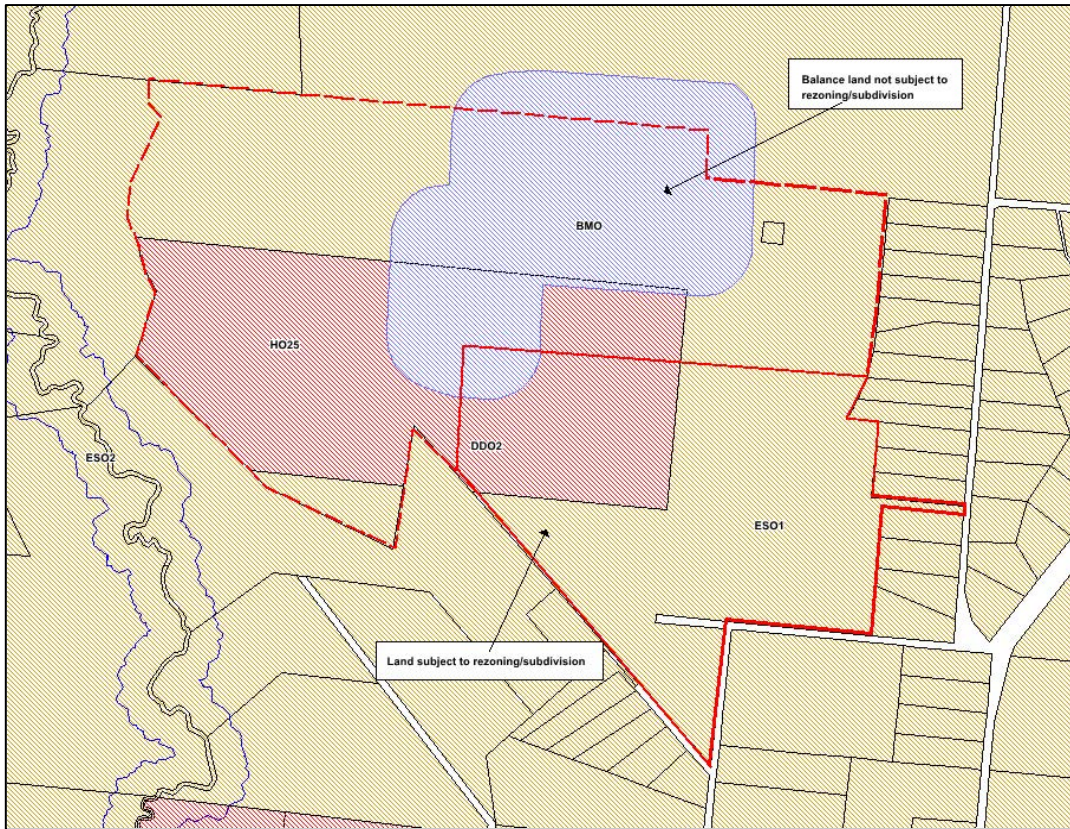 Balance land not subject to
rezoning/subdivision
BMO
HO25
DDO2
ESO2
ESO1
Land subject to rezoning/subdivision